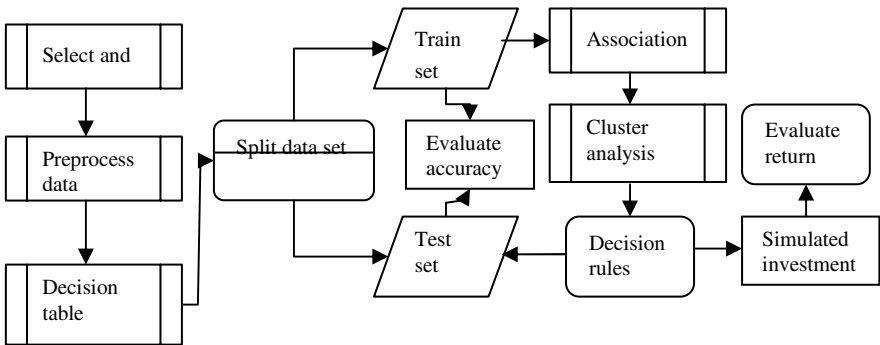 Select and
Preprocess
data
Decision
table
Split data set
Train
set
Evaluate
accuracy
Test
set
Association
Cluster
analysis
Decision
rules
Evaluate
return
Simulated
investment